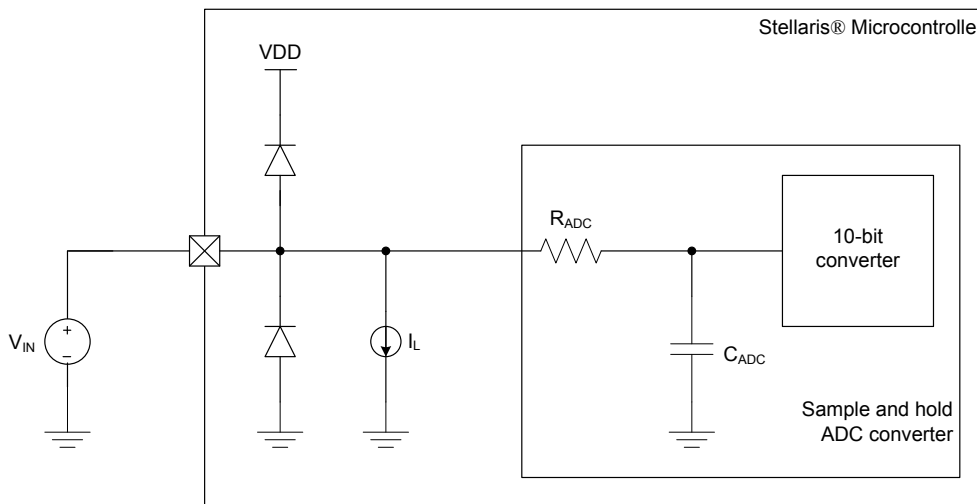 Stellaris® Microcontrolle
VDD
RADC
10-bit
converter
VIN
+
–
IL
CADC
Sample and hold
ADC converter